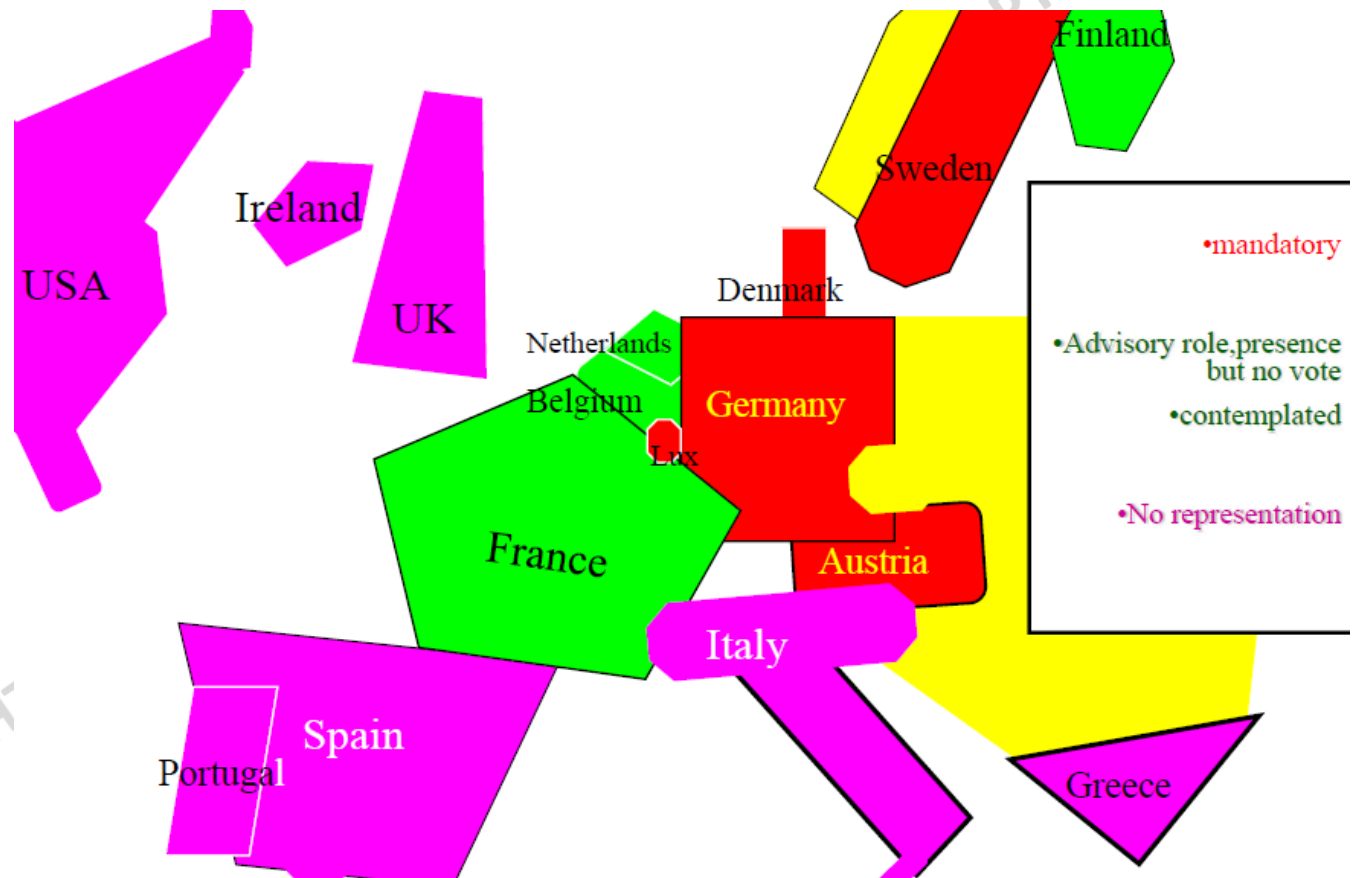 Finland
Sweden
•mandatory
Ireland
USA
UK
Denmark
Netherlands
•Advisory role,presence
but no vote
Belgium
Germany
•contemplated
Lux
•No representation
France
Austria
Italy
Spain
Portugal
Greece